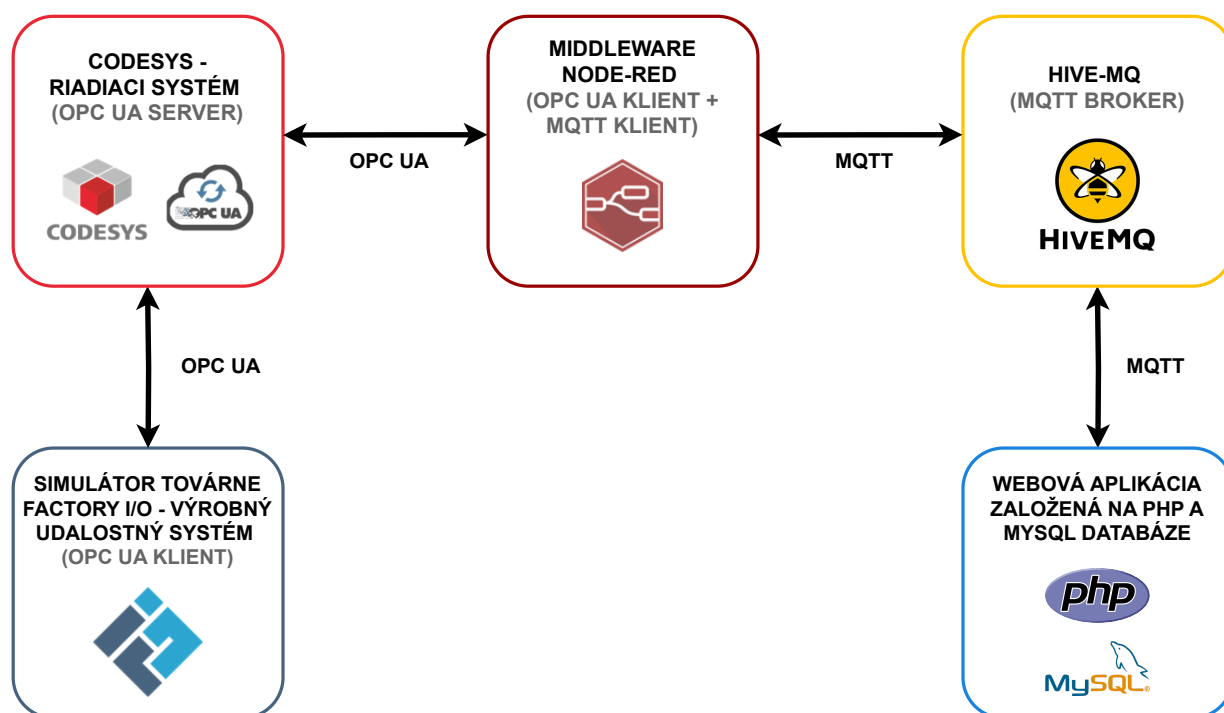 CODESYS -
RIADIACI SYSTÉM
(OPC UA SERVER)
CODESYS
OPC UA
OPC UA
MIDDLEWARE
NODE-RED
(OPC UA KLIENT +
MQTT KLIENT)
MQTT
HIVE-MQ
(MQTT BROKER)
HIVEMQ
OPC UA
MQTT
SIMULÁTOR TOVÁRNE
FACTORY I/O - VÝROBNÝ
UDALOSTNÝ SYSTÉM
(OPC UA KLIENT)
WEBOVÁ APLIKÁCIA
ZALOŽENÁ NA PHP A
MYSQL DATABÁZE
php
MySQL®